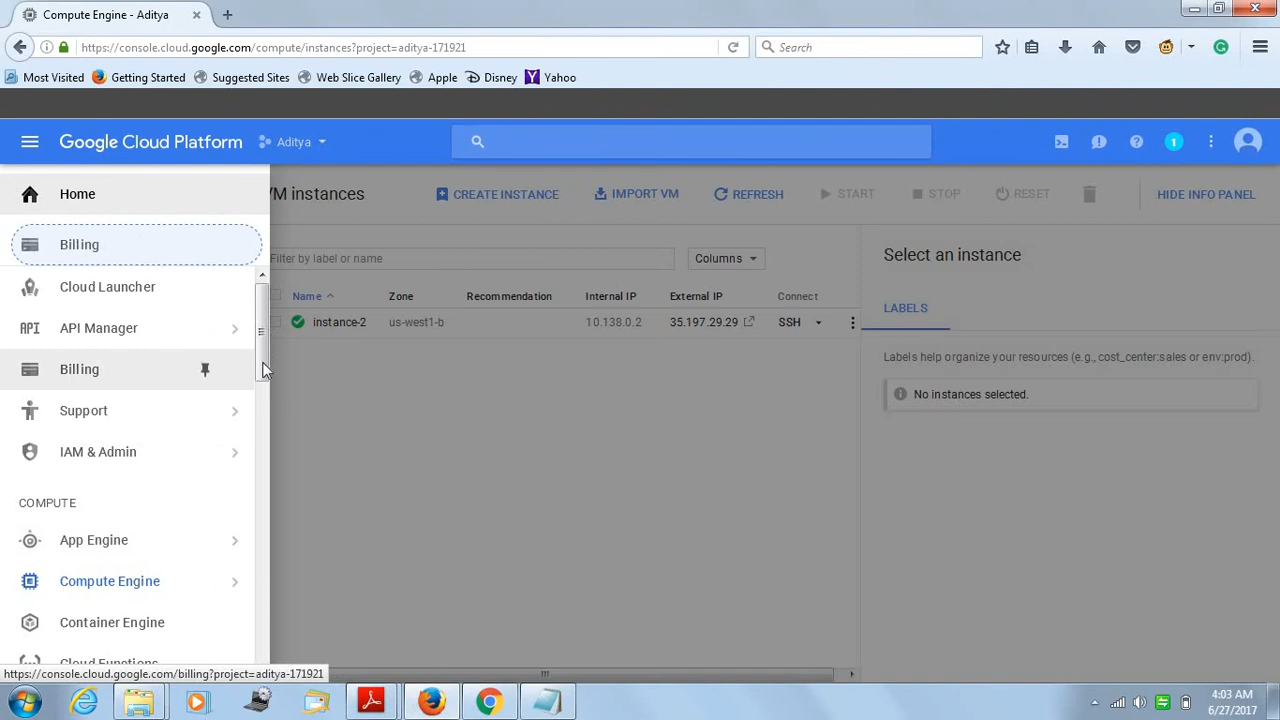 Compute Engine - Aditya
https://console.cloud.google.com/compute/instances?project=aditya-171921
Search
Most Visited Getting Started Suggested Sites Web Slice Gallery Apple Disney Yahoo
Google Cloud Platform Aditya 1
Home
VM instances CREATE INSTANCE IMPORT VM REFRESH START STOP RESET HIDE INFO PANEL
Billing
Filter by label or name Columns
Select an instance
Cloud Launcher
Name Zone Recommendation Internal IP External IP Connect
LABELS
API API Manager
instance-2 us-west1-b 10.138.0.2 35.197.29.29 SSH
Labels help organize your resources (e.g., cost_center:sales or env:prod).
Billing
No instances selected.
Support
IAM & Admin
COMPUTE
App Engine
Compute Engine
Container Engine
Cloud Functions
https://console.cloud.google.com/billing?project=aditya-171921
4:03 AM
6/27/2017